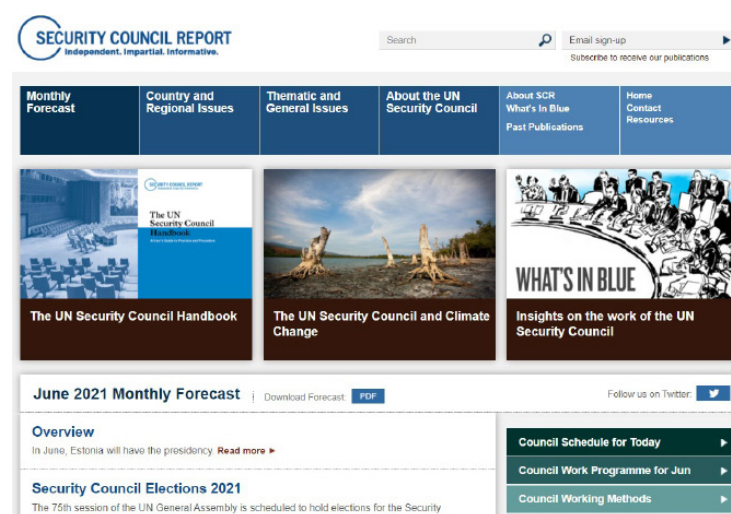 SECURITY COUNCIL REPORT
Independent. Impartial. Informative.
Search
Email sign-up
Subscribe to receive our publications
Monthly
Forecast
Country and
Regional Issues
Thematic and
General Issues
About the UN
Security Council
About SCR
What's In Blue
Past Publications
Home
Contact
Resources
SECURITY COUNCIL REPORT
The UN
Security Council
Handbook
The UN Security Council Handbook
The UN Security Council and Climate
Change
WHAT'S IN BLUE
Insights on the work of the UN
Security Council
June 2021 Monthly Forecast
Download Forecast: PDF
Follow us on Twitter:
Overview
In June, Estonia will have the presidency. Read more
Security Council Elections 2021
The 75th session of the UN General Assembly is scheduled to hold elections for the Security
Council Schedule for Today
Council Work Programme for Jun
Council Working Methods